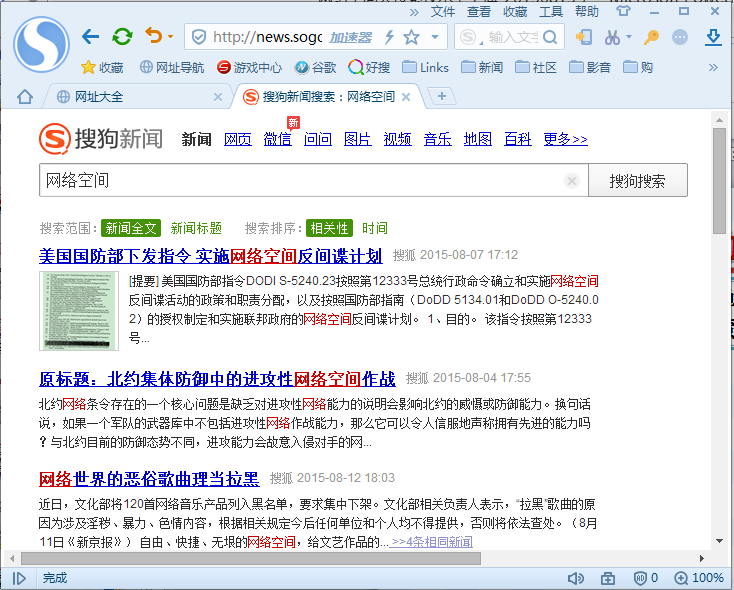 文件 查看 收藏 工具 帮助
http://news.sogo 加速器
输入文
收藏 网址导航 游戏中心 谷歌 好搜 Links 新闻 社区 影音 购
网址大全 搜狗新闻搜索：网络空间
搜狗新闻 新闻 网页 微信 问问 图片 视频 音乐 地图 百科 更多>>
新
网络空间 搜狗搜索
搜索范围: 新闻全文 新闻标题 搜索排序: 相关性 时间
美国国防部下发指令 实施网络空间反间谍计划 搜狐 2015-08-07 17:12
[提要] 美国国防部指令DODI S-5240.23按照第12333号总统行政命令确立和实施网络空间
反间谍活动的政策和职责分配，以及按照国防部指南（DoDD 5134.01和DoDD O-5240.0
2）的授权制定和实施联邦政府的网络空间反间谍计划。 1、目的。 该指令按照第12333
号...
原标题：北约集体防御中的进攻性网络空间作战 搜狐 2015-08-04 17:55
北约网络条令存在的一个核心问题是缺乏对进攻性网络能力的说明会影响北约的威慑或防御能力。换句话
说，如果一个军队的武器库中不包括进攻性网络作战能力，那么它可以令人信服地声称拥有先进的能力吗
？与北约目前的防御态势不同，进攻能力会故意入侵对手的网...
网络世界的恶俗歌曲理当拉黑 搜狐 2015-08-12 18:03
近日，文化部将120首网络音乐产品列入黑名单，要求集中下架。文化部相关负责人表示，“拉黑”歌曲的原
因为涉及淫秽、暴力、色情内容，根据相关规定今后任何单位和个人均不得提供，否则将依法查处。（8月
11日《新京报》） 自由、快捷、无垠的网络空间，给文艺作品的... >>4条相同新闻
完成 0 100%